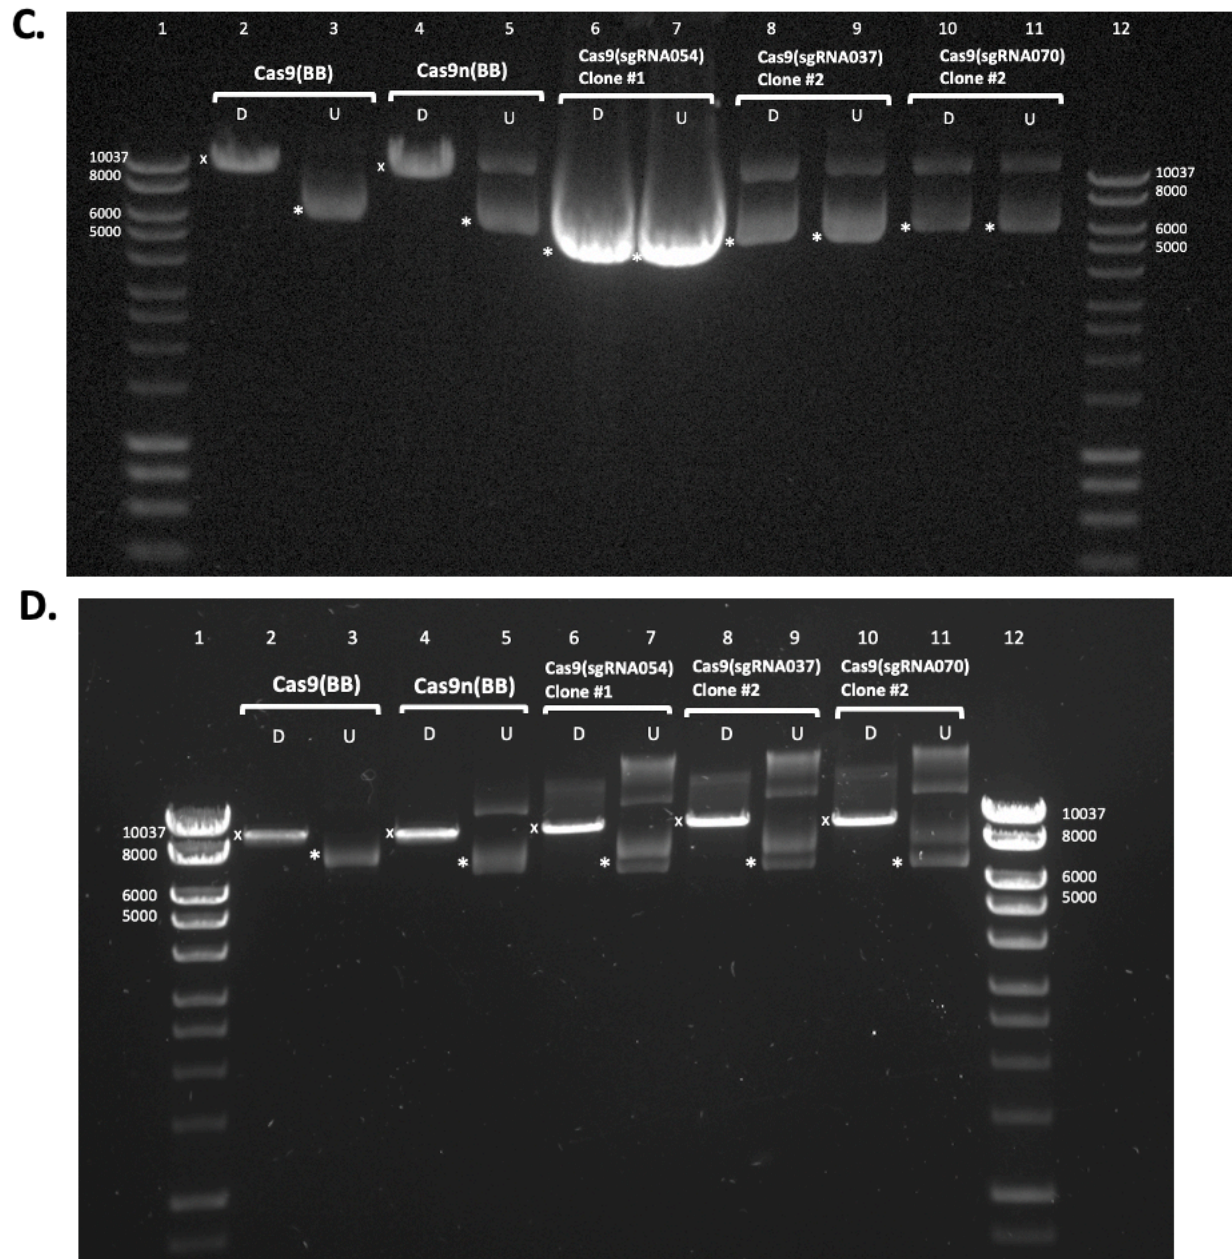 C.
1 2 3 4 5 6 7 8 9 10 11 12
Cas9(BB) Cas9n(BB) Cas9(sgRNA054) Cas9(sgRNA037) Cas9(sgRNA070)
Clone #1 Clone #2 Clone #2
D U D U D U D U D U
10037
8000
6000
5000
x * x * * * * * * *
10037
8000
6000
5000
D.
1 2 3 4 5 6 7 8 9 10 11 12
Cas9(BB) Cas9n(BB) Cas9(sgRNA054) Cas9(sgRNA037) Cas9(sgRNA070)
Clone #1 Clone #2 Clone #2
D U D U D U D U D U
10037
8000
6000
5000
x * x * x * x * x *
10037
8000
6000
5000